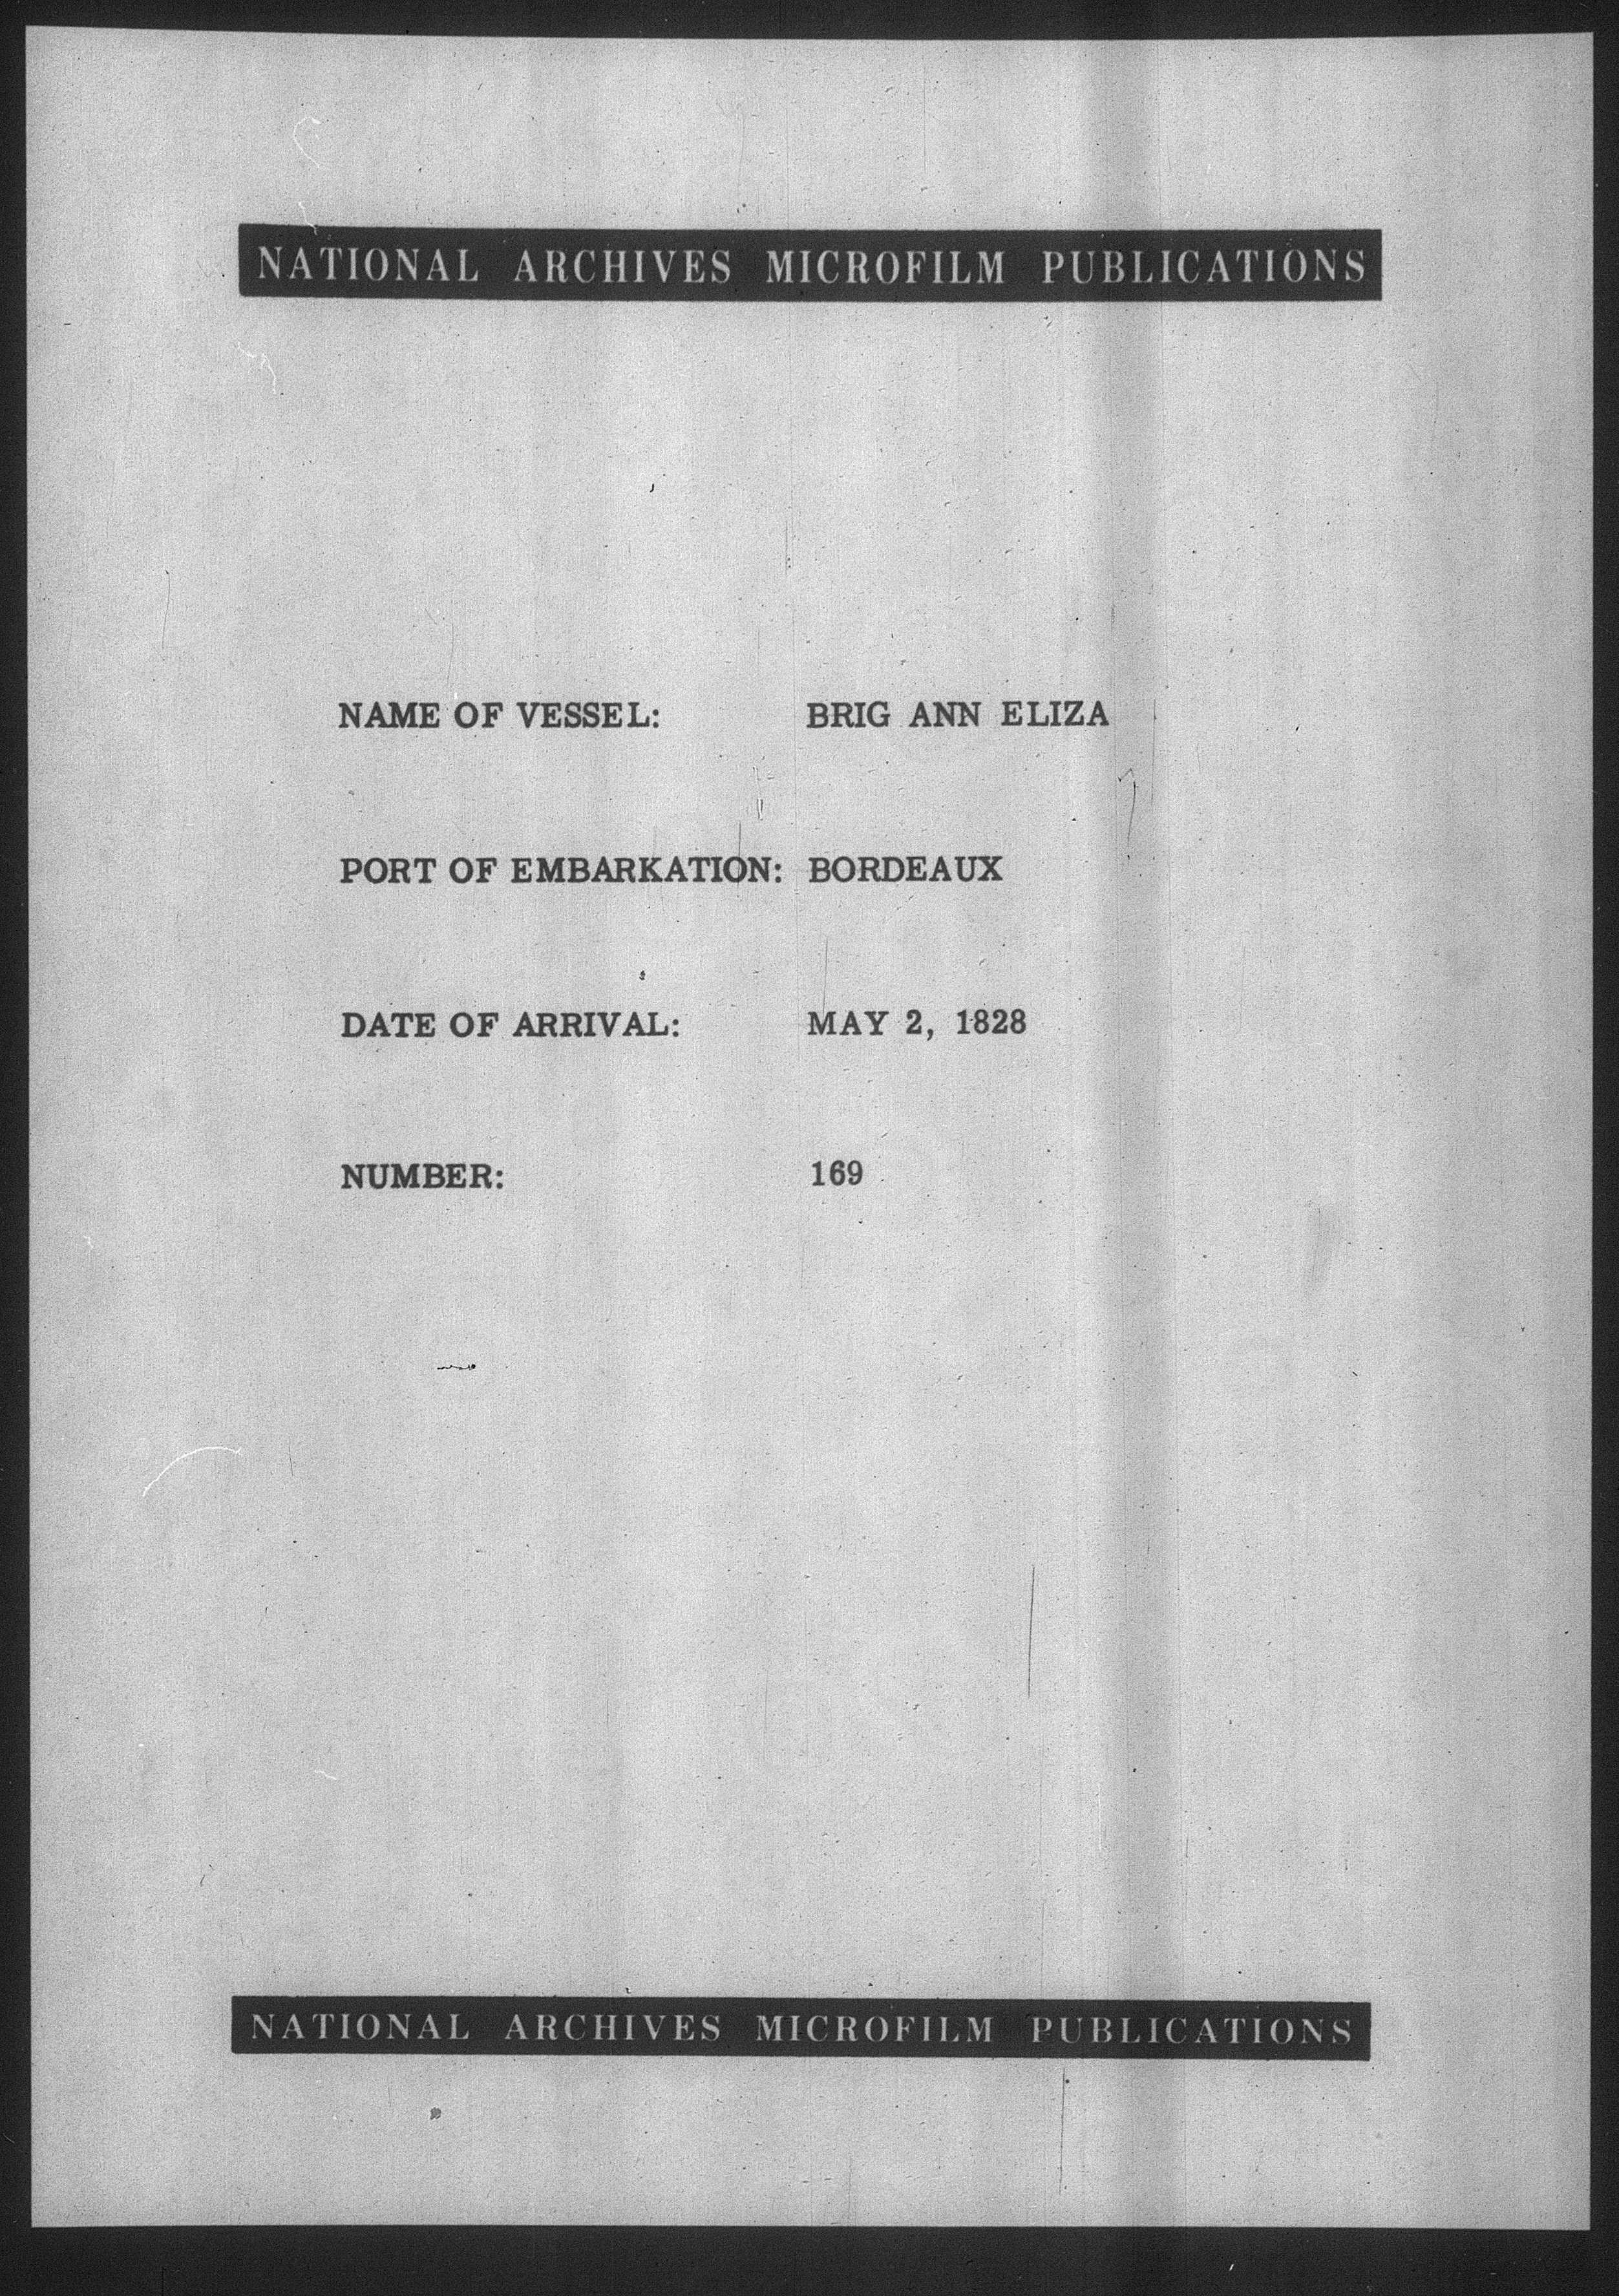 NATIONAL ARCHIVES MICROFILM PUBLICATIONS
NAME OF VESSEL: BRIG ANN ELIZA
PORT OF EMBARKATION: BORDEAUX
DATE OF ARRIVAL: MAY 2, 1828
NUMBER: 169
NATIONAL ARCHIVES MICROFILM PUBLICATIONS